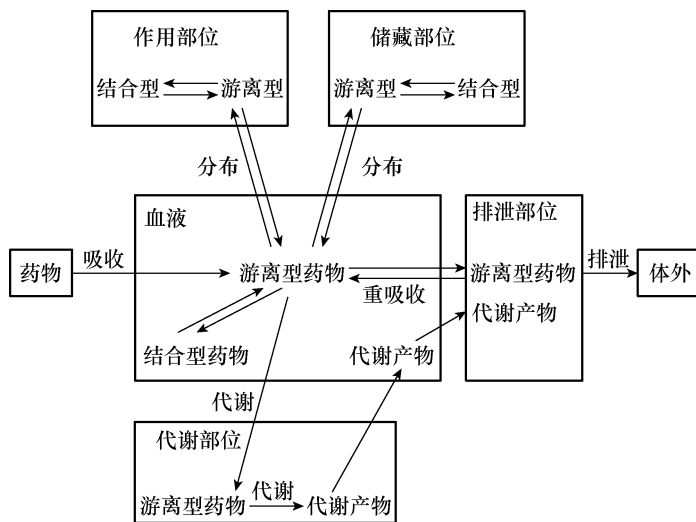 作用部位
结合型
游离型
储藏部位
游离型
结合型
分布
分布
血液
排泄部位
药物
吸收
游离型药物
重吸收
游离型药物
代谢产物
排泄
体外
结合型药物
代谢产物
代谢
代谢部位
游离型药物
代谢
代谢产物